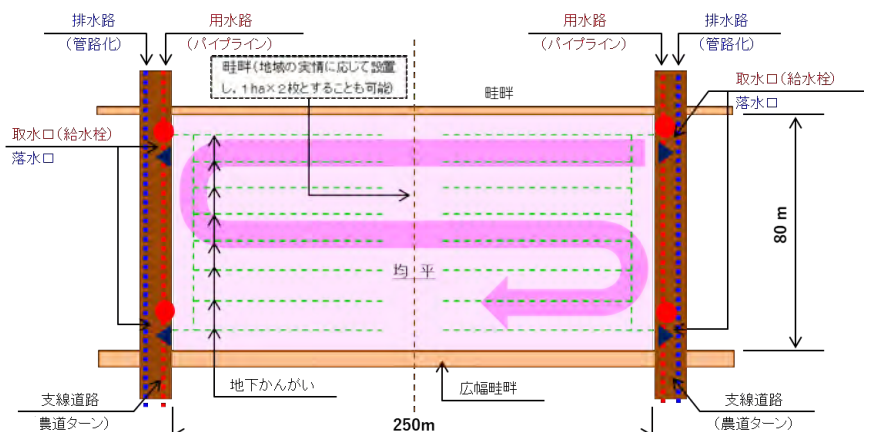 排水路
(管路化)
用水路
(パイプライン)
用水路
(パイプライン)
排水路
(管路化)
畦畔(地域の実情に応じて設置
し、1ha×2枚とすることも可能)
畦畔
取水口(給水栓)
落水口
取水口(給水栓)
落水口
80 m
均 平
地下かんがい
広幅畦畔
支線道路
農道ターン)
支線道路
(農道ターン)
250m